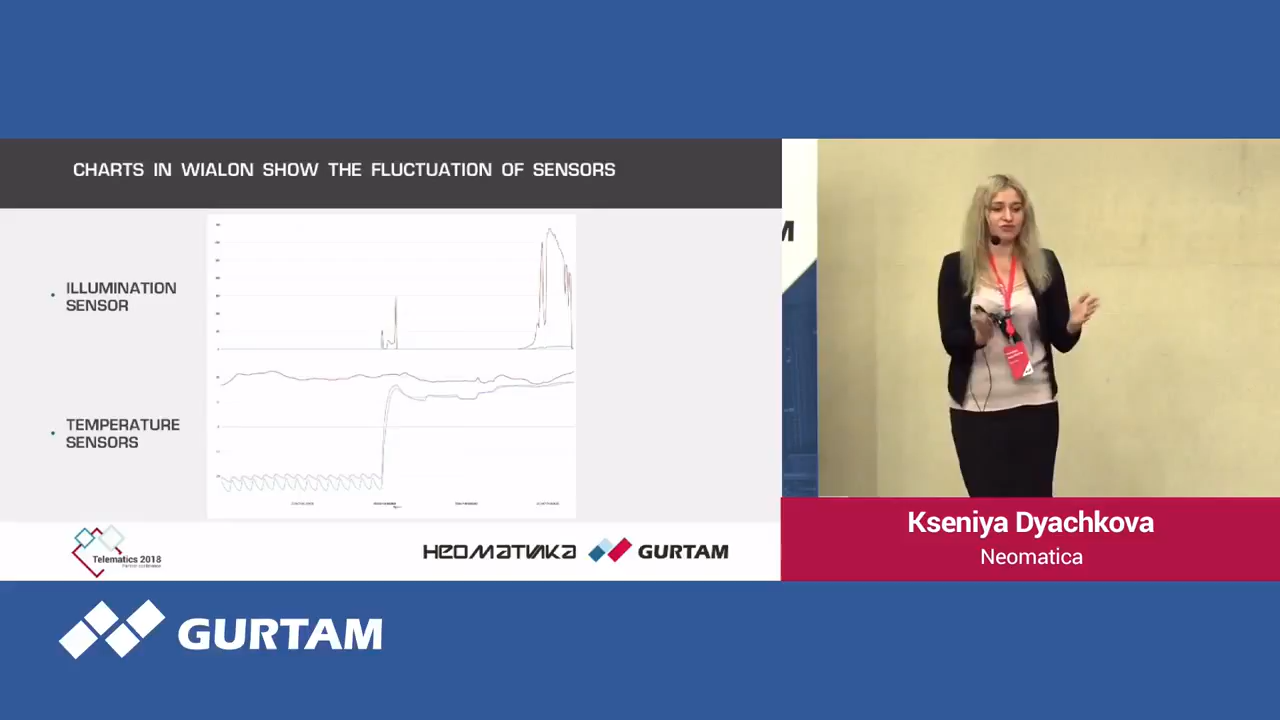 CHARTS IN WIALON SHOW THE FLUCTUATION OF SENSORS
ILLUMINATION
SENSOR
TEMPERATURE
SENSORS
Telematics 2018
НЕОМАТИКА
GURTAM
M
Kseniya Dyachkova
Neomatica
GURTAM